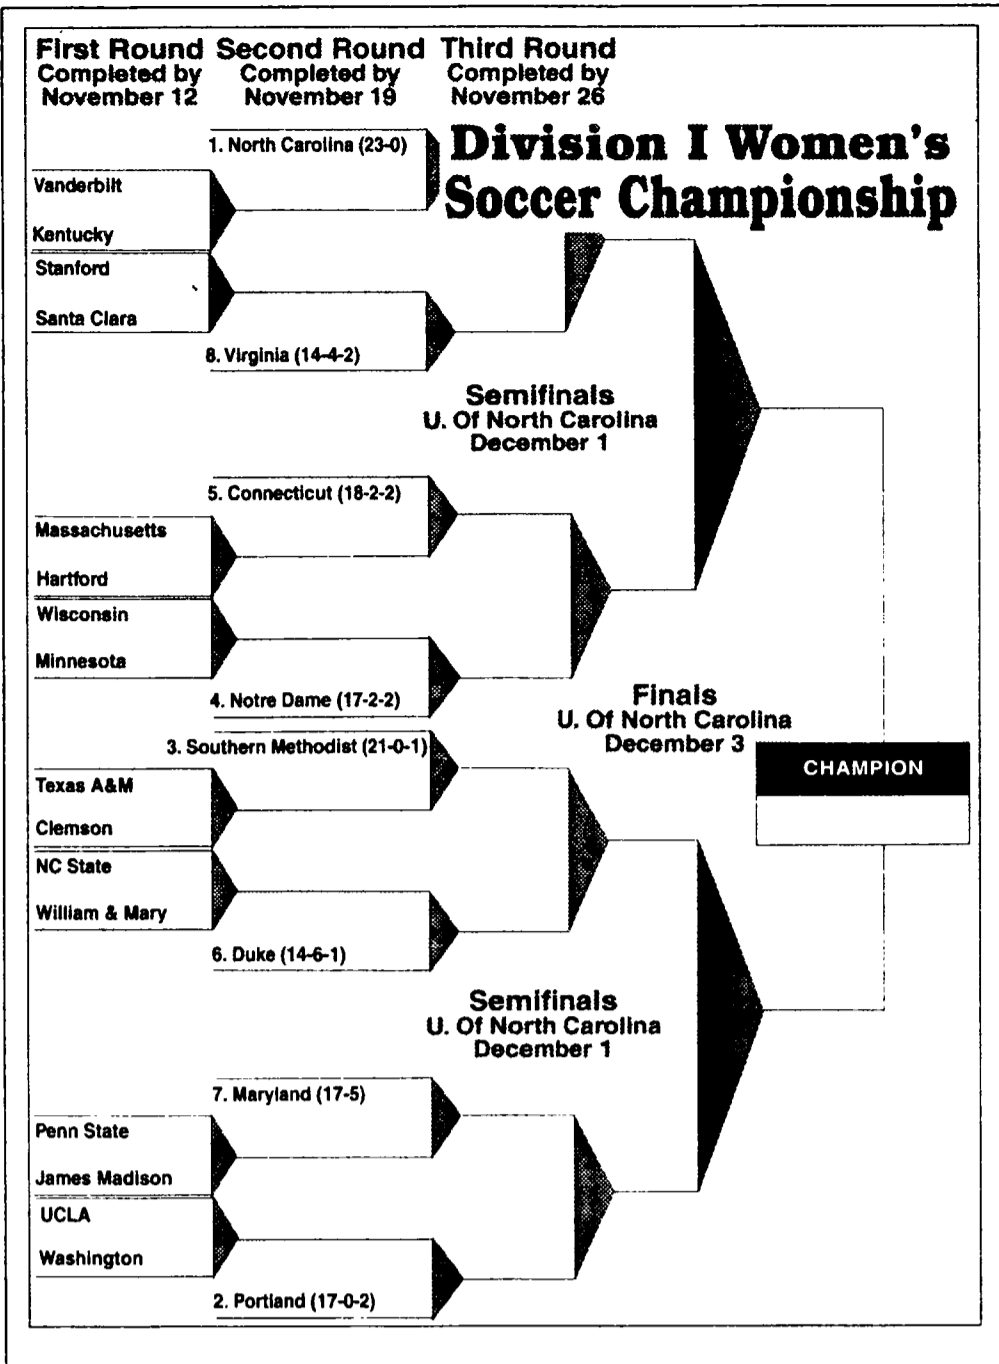 First Round
Completed by
November 12
Second Round
Completed by
November 19
Third Round
Completed by
November 26
Division I Women's
Soccer Championship
1. North Carolina (23-0)
Vanderbilt
Kentucky
Stanford
Santa Clara
8. Virginia (14-4-2)
Semifinals
U. Of North Carolina
December 1
5. Connecticut (18-2-2)
Massachusetts
Hartford
Wisconsin
Minnesota
4. Notre Dame (17-2-2)
Finals
U. Of North Carolina
December 3
CHAMPION
3. Southern Methodist (21-0-1)
Texas A&M
Clemson
NC State
William & Mary
6. Duke (14-6-1)
Semifinals
U. Of North Carolina
December 1
7. Maryland (17-5)
Penn State
James Madison
UCLA
Washington
2. Portland (17-0-2)